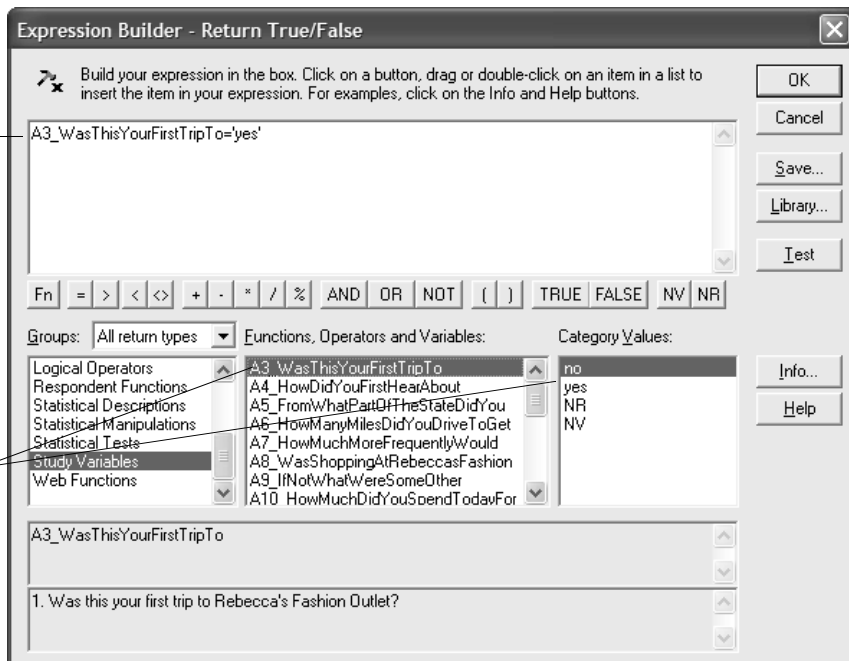 Expression Builder - Return True/False
Build your expression in the box. Click on a button, drag or double-click on an item in a list to
insert the item in your expression. For examples, click on the Info and Help buttons.
OK
Cancel
A3_WasThisYourFirstTripTo='yes'
Save...
Library...
Test
Fn = > < <> + - * / % AND OR NOT ( ) TRUE FALSE NV NR
Groups: All return types Functions, Operators and Variables: Category Values:
Logical Operators
Respondent Functions
Statistical Descriptions
Statistical Manipulations
Statistical Tests
Study Variables
Web Functions
A3_WasThisYourFirstTripTo
A4_HowDidYouFirstHearAbout
A5_FromWhatPartOfTheStateDidYou
A6_HowManyMilesDidYouDriveToGet
A7_HowMuchMoreFrequentlyWould
A8_WasShoppingAtRebeccasFashion
A9_IfNotWhatWereSomeOther
A10_HowMuchDidYouSpendTodayFor
no
yes
NR
NV
Info...
Help
A3_WasThisYourFirstTripTo
1. Was this your first trip to Rebecca's Fashion Outlet?